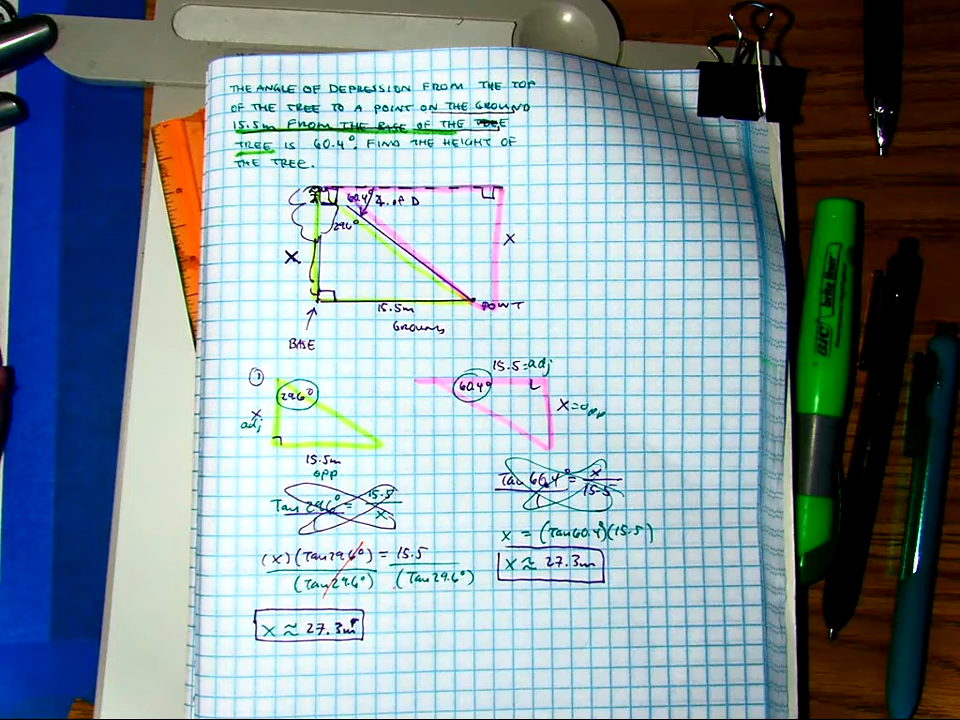 THE ANGLE OF DEPRESSION FROM THE TOP
OF THE TREE TO A POINT ON THE GROUND
15.5m FROM THE BASE OF THE
TREE IS 60.4°. FIND THE HEIGHT OF
THE TREE.
60.4° ∠ of D
29.6°
X
X
15.5m
POINT
GROUND
BASE
①
29.6°
X
adj
15.5m
opp
15.5 = adj
60.4°
X = opp
Tan 29.6° = 15.5 / X
(X)(Tan 29.6°) = 15.5
(Tan 29.6°) (Tan 29.6°)
X ≈ 27.3m
Tan 60.4° = X / 15.5
1
X = (Tan 60.4°)(15.5)
X ≈ 27.3m
BIC
brite liner